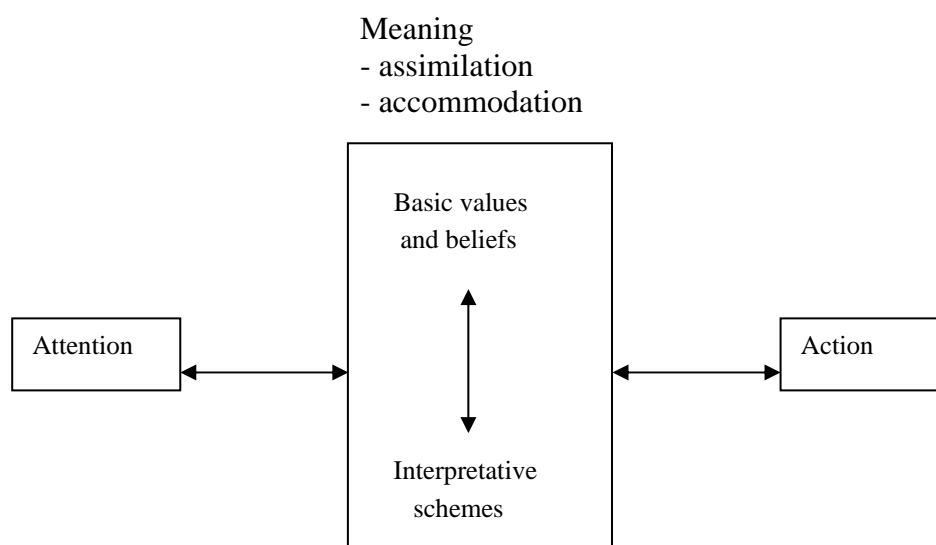 Meaning
- assimilation
- accommodation
Basic values
and beliefs
Attention
Action
Interpretative
schemes